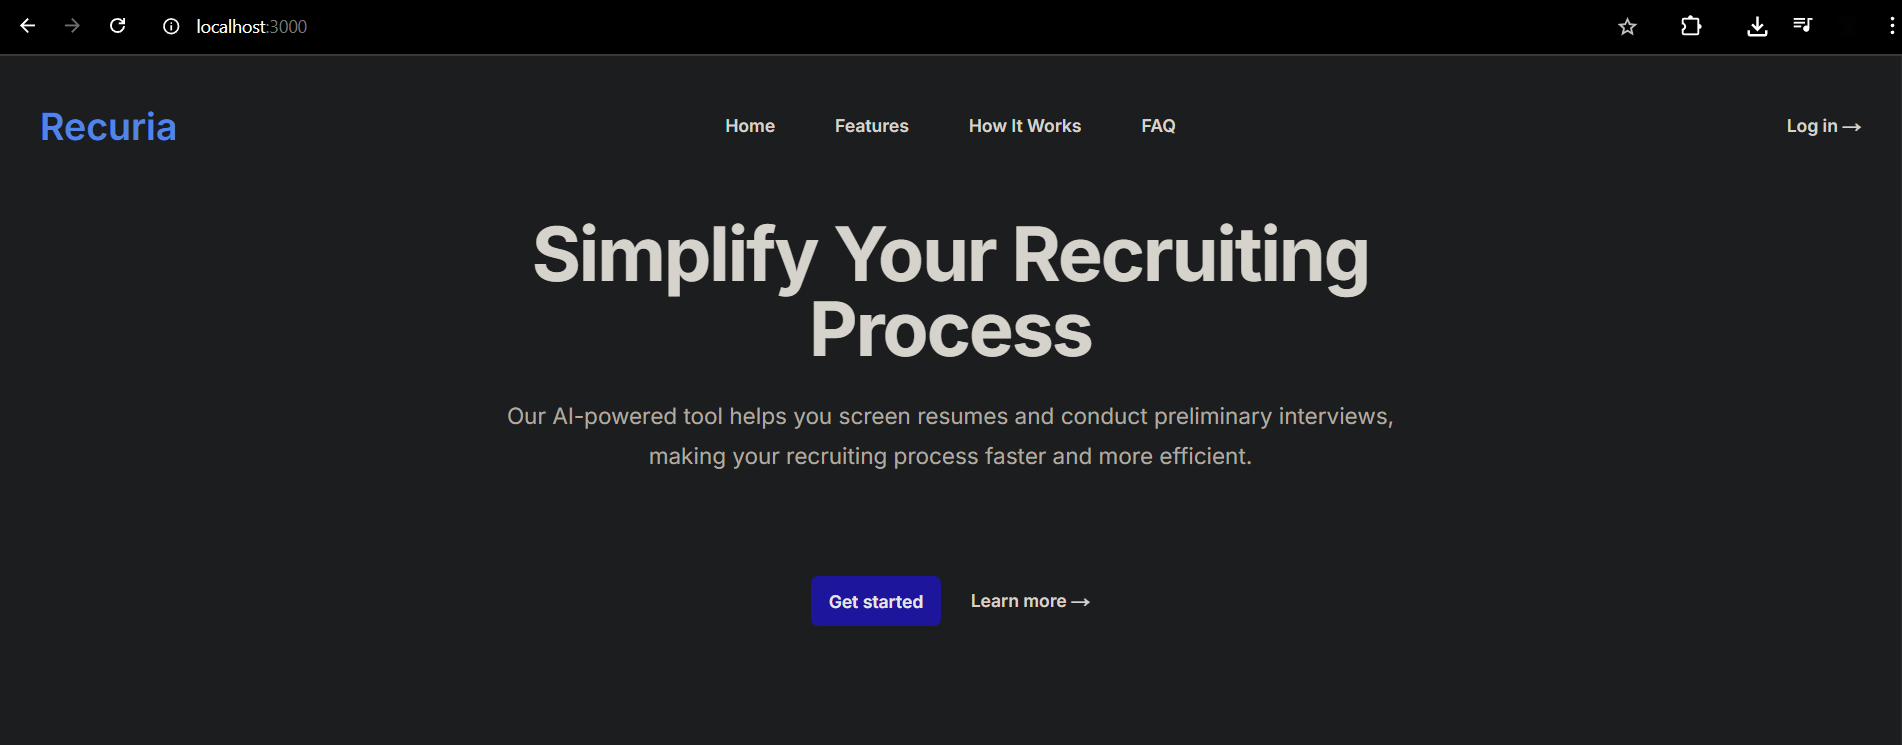 localhost:3000
Recuria
Home Features How It Works FAQ
Log in →
Simplify Your Recruiting
Process
Our AI-powered tool helps you screen resumes and conduct preliminary interviews,
making your recruiting process faster and more efficient.
Get started
Learn more →